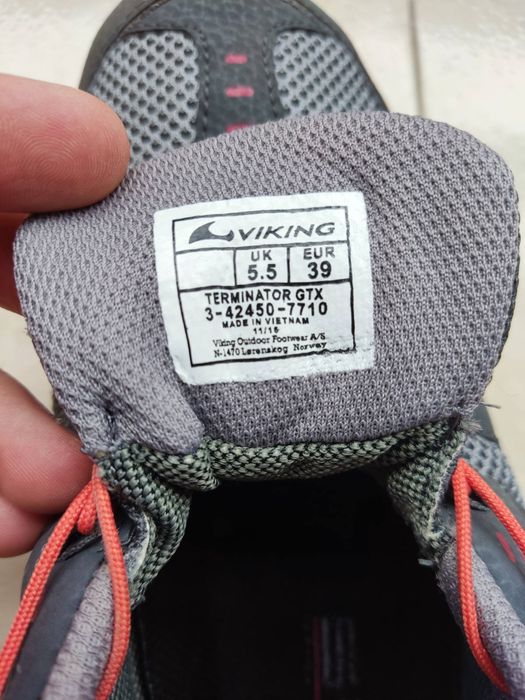 VIKING
UK EUR
5.5 39
TERMINATOR GTX
3-42450-7710
MADE IN VIETNAM
11/16
Viking Outdoor Footwear A/S
N-1470 Lørenskog Norway